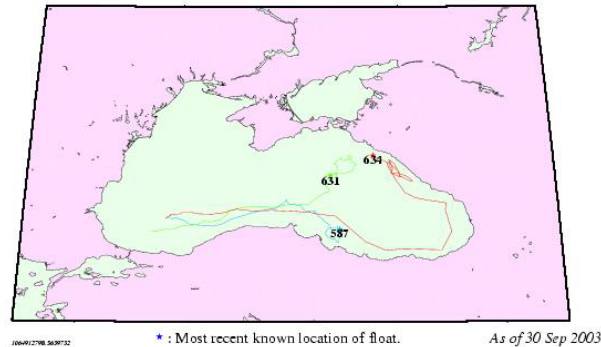 634
631
587
★ : Most recent known location of float.
As of 30 Sep 2003